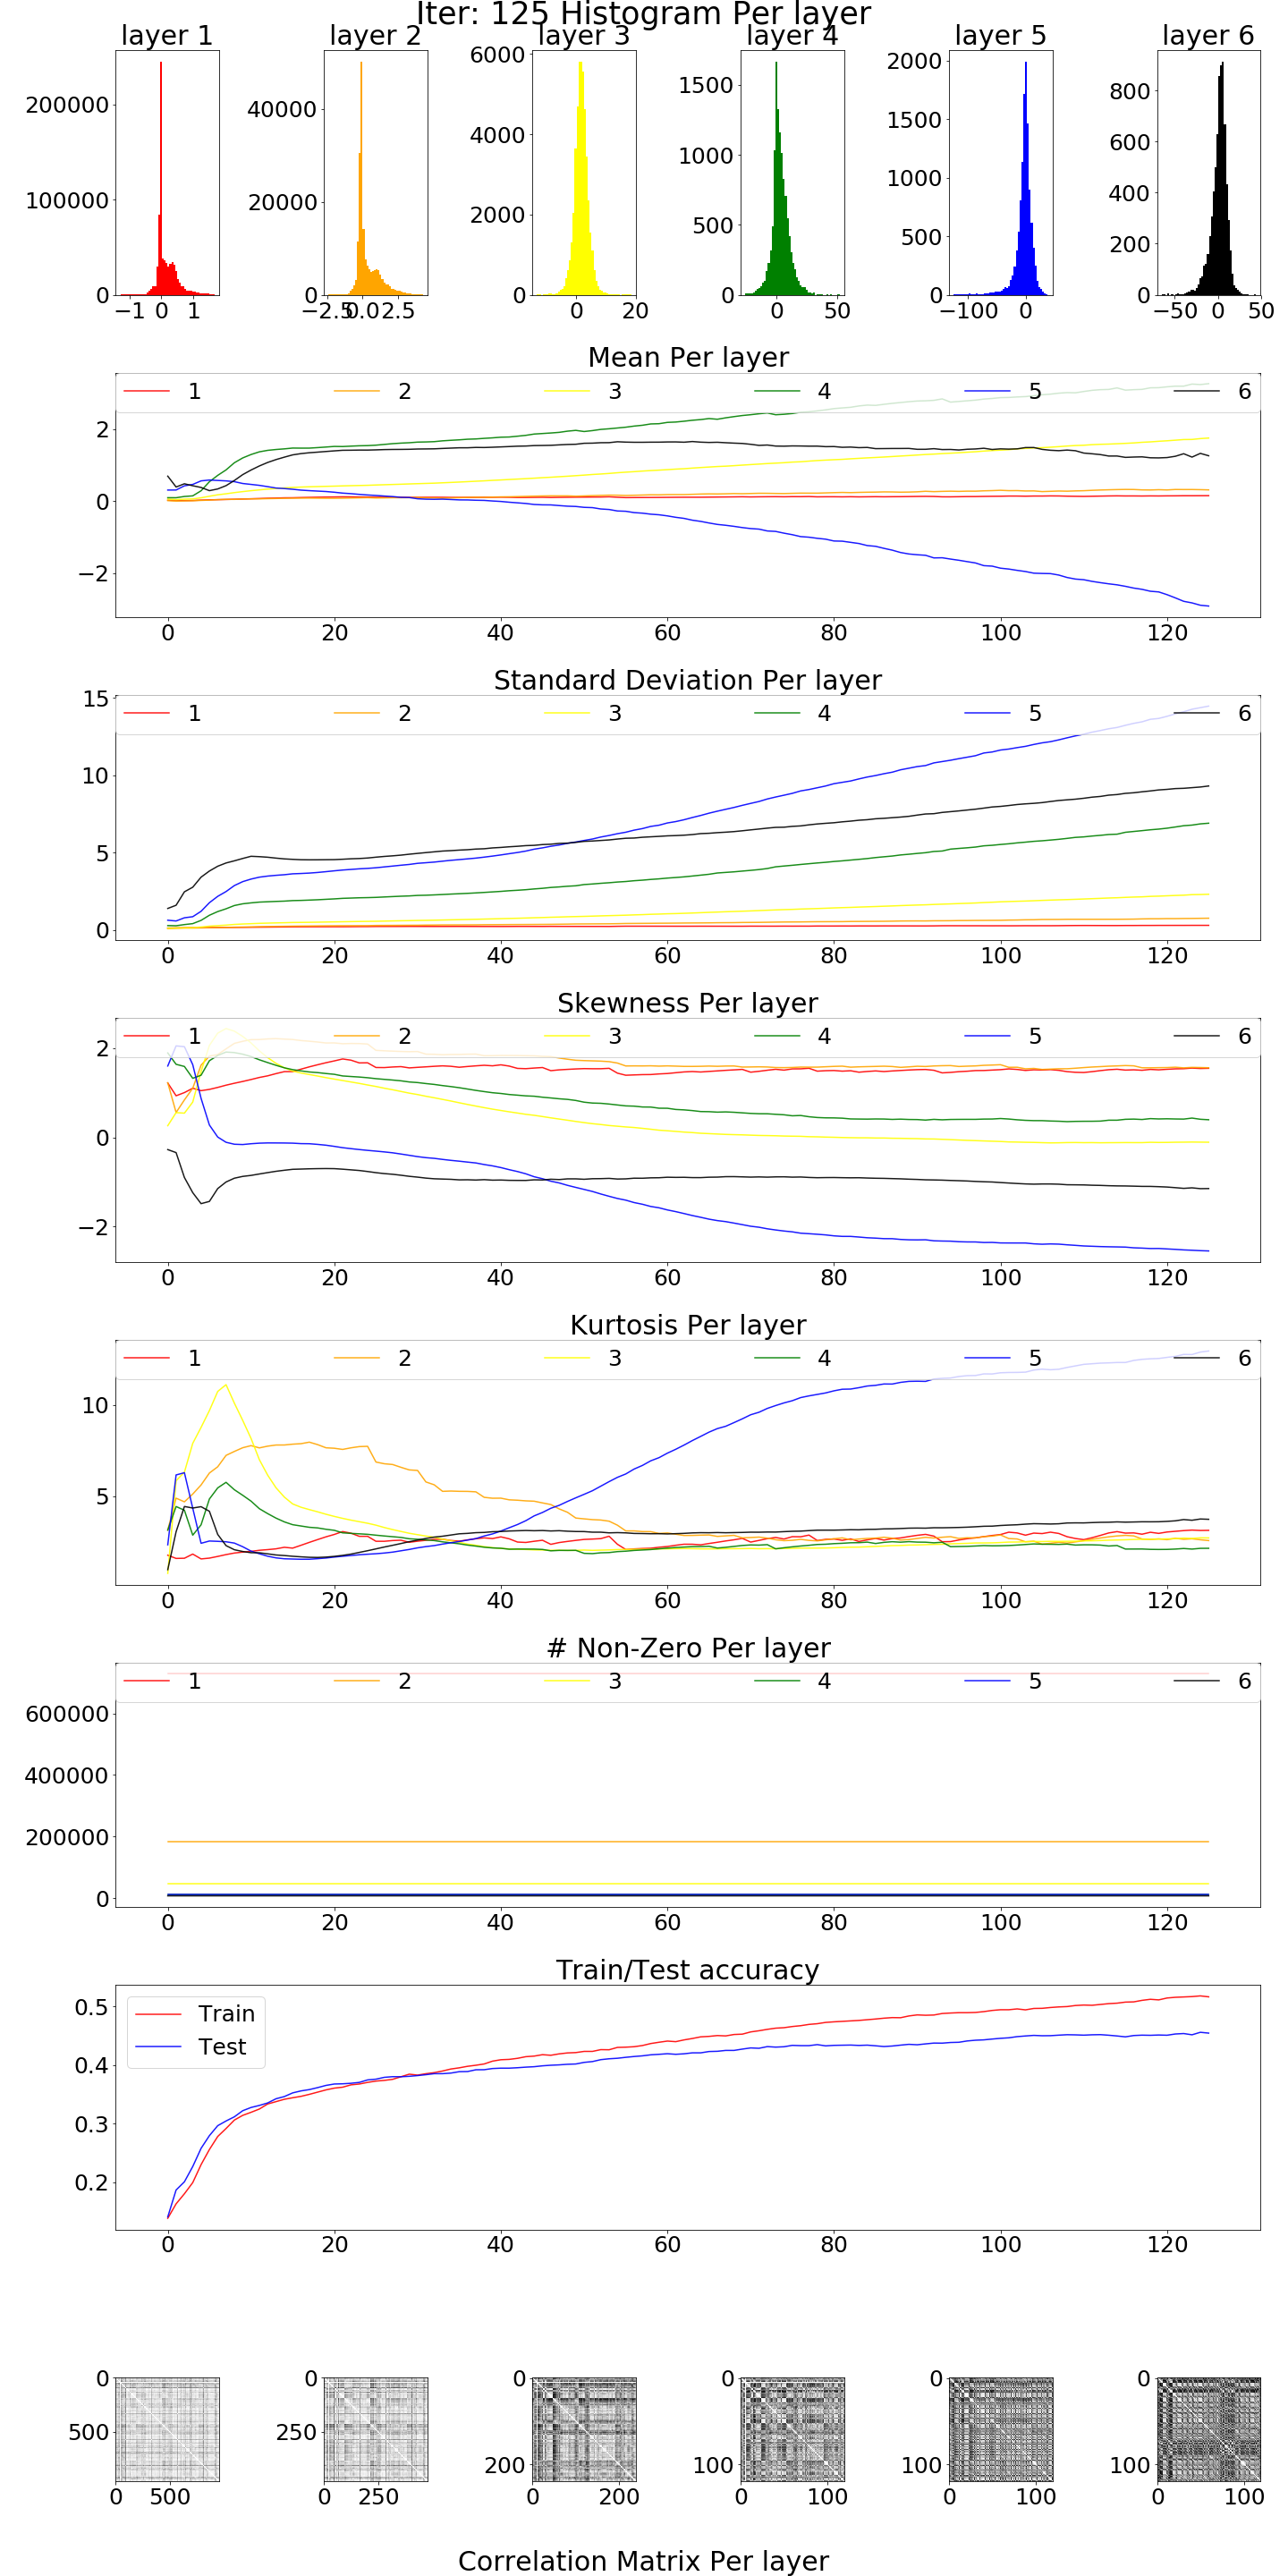 Iter: 125 Histogram Per layer
layer 1 layer 2 layer 3 layer 4 layer 5 layer 6
200000 100000 0 −1 0 1
40000 20000 0 −2.5 0.0 2.5
6000 4000 2000 0 0 20
1500 1000 500 0 0 50
2000 1500 1000 500 0 −100 0
800 600 400 200 0 −50 0 50
Mean Per layer
1 2 3 4 5 6
2
0
−2
0 20 40 60 80 100 120
Standard Deviation Per layer
1 2 3 4 5 6
15
10
5
0
0 20 40 60 80 100 120
Skewness Per layer
1 2 3 4 5 6
2
0
−2
0 20 40 60 80 100 120
Kurtosis Per layer
1 2 3 4 5 6
10
5
0 20 40 60 80 100 120
# Non-Zero Per layer
1 2 3 4 5 6
600000
400000
200000
0
0 20 40 60 80 100 120
Train/Test accuracy
Train
Test
0.5
0.4
0.3
0.2
0 20 40 60 80 100 120
0 500 0 500
0 250 0 250
0 200 0 200
0 100 0 100
0 100 0 100
0 100 0 100
Correlation Matrix Per layer